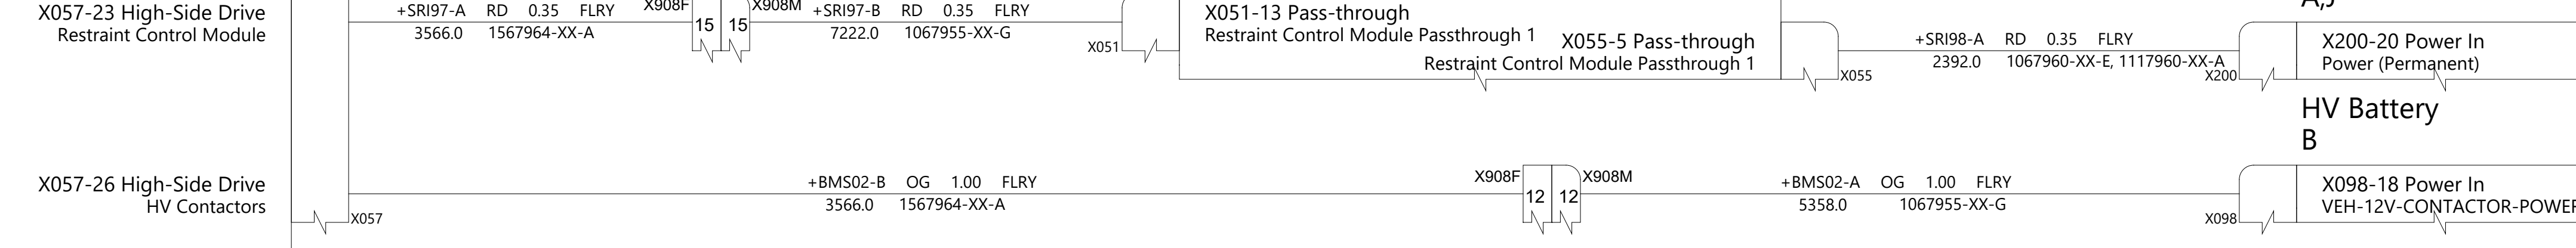 X057-23 High-Side Drive
Restraint Control Module
+SRI97-A RD 0.35 FLRY
3566.0 1567964-XX-A
X908F
15
15
X908M
+SRI97-B RD 0.35 FLRY
7222.0 1067955-XX-G
X051
X051-13 Pass-through
Restraint Control Module Passthrough 1
X055-5 Pass-through
Restraint Control Module Passthrough 1
X055
+SRI98-A RD 0.35 FLRY
2392.0 1067960-XX-E, 1117960-XX-A
X200
X200-20 Power In
Power (Permanent)
HV Battery
B
X057-26 High-Side Drive
HV Contactors
X057
+BMS02-B OG 1.00 FLRY
3566.0 1567964-XX-A
X908F
12
12
X908M
+BMS02-A OG 1.00 FLRY
5358.0 1067955-XX-G
X098
X098-18 Power In
VEH-12V-CONTACTOR-POWER